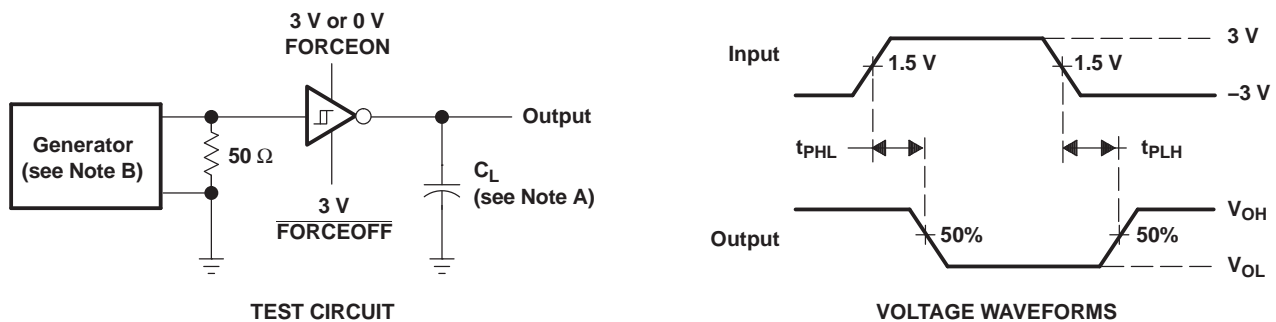 3 V or 0 V
FORCEON
Generator
(see Note B)
50 Ω
Output
CL
(see Note A)
3 V
FORCEOFF
TEST CIRCUIT
Input
1.5 V
1.5 V
3 V
–3 V
tPHL
tPLH
Output
50%
50%
VOH
VOL
VOLTAGE WAVEFORMS